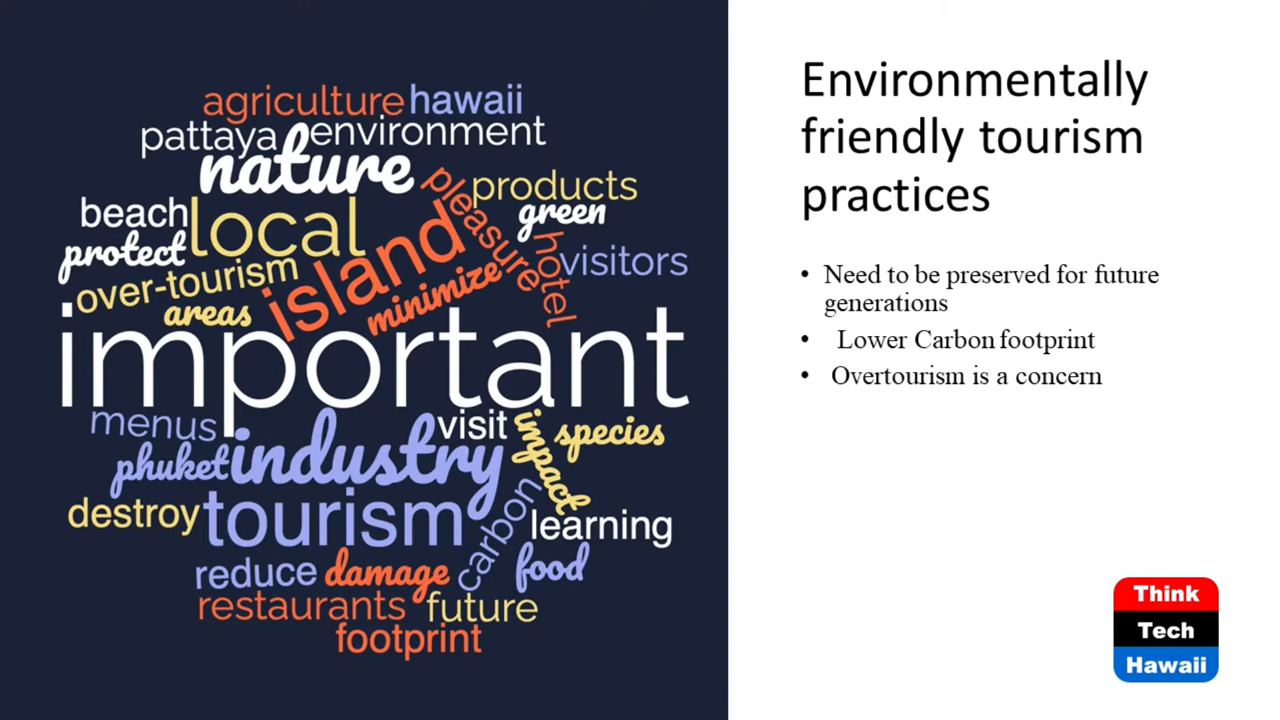 agriculture hawaii
pattaya environment
nature
pleasure products
beach local green
protect island hotel visitors
over-tourism minimize
areas
important
menus visit impact species
phuket industry
destroy tourism carbon learning
reduce damage food
restaurants future
footprint
Environmentally
friendly tourism
practices
• Need to be preserved for future
generations
• Lower Carbon footprint
• Overtourism is a concern
Think
Tech
Hawaii